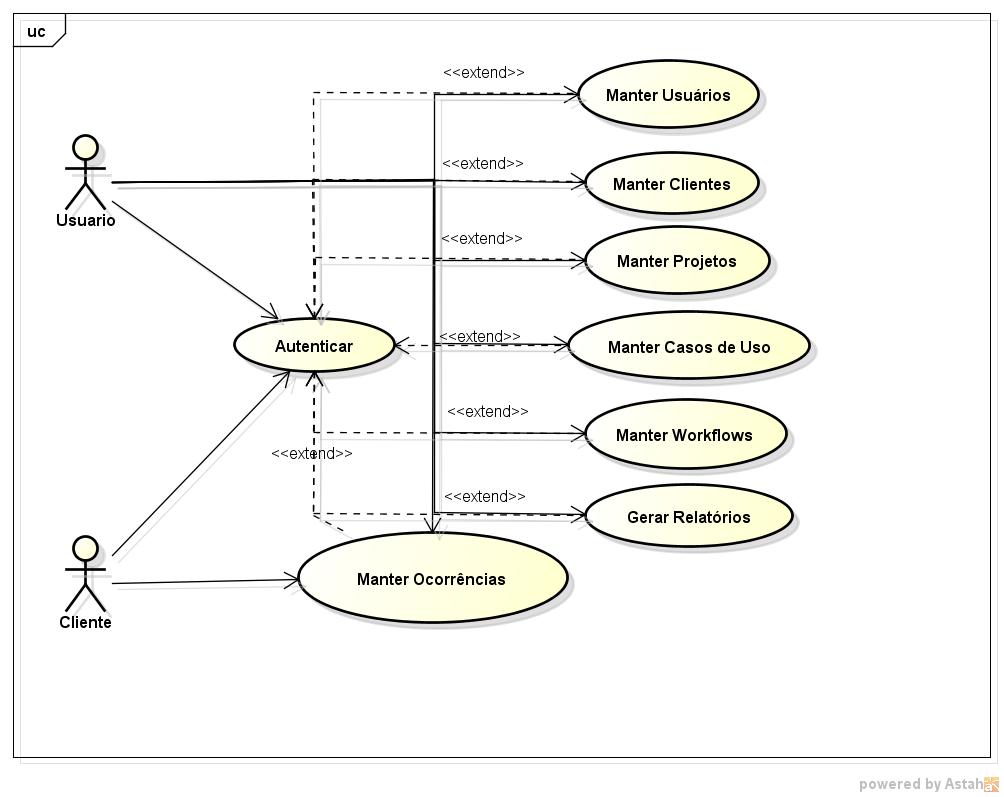 uc
<<extend>>
Manter Usuários
<<extend>>
Manter Clientes
Usuario
<<extend>>
Manter Projetos
Autenticar
<<extend>>
Manter Casos de Uso
<<extend>>
Manter Workflows
<<extend>>
<<extend>>
Gerar Relatórios
Manter Ocorrências
Cliente
powered by Astah